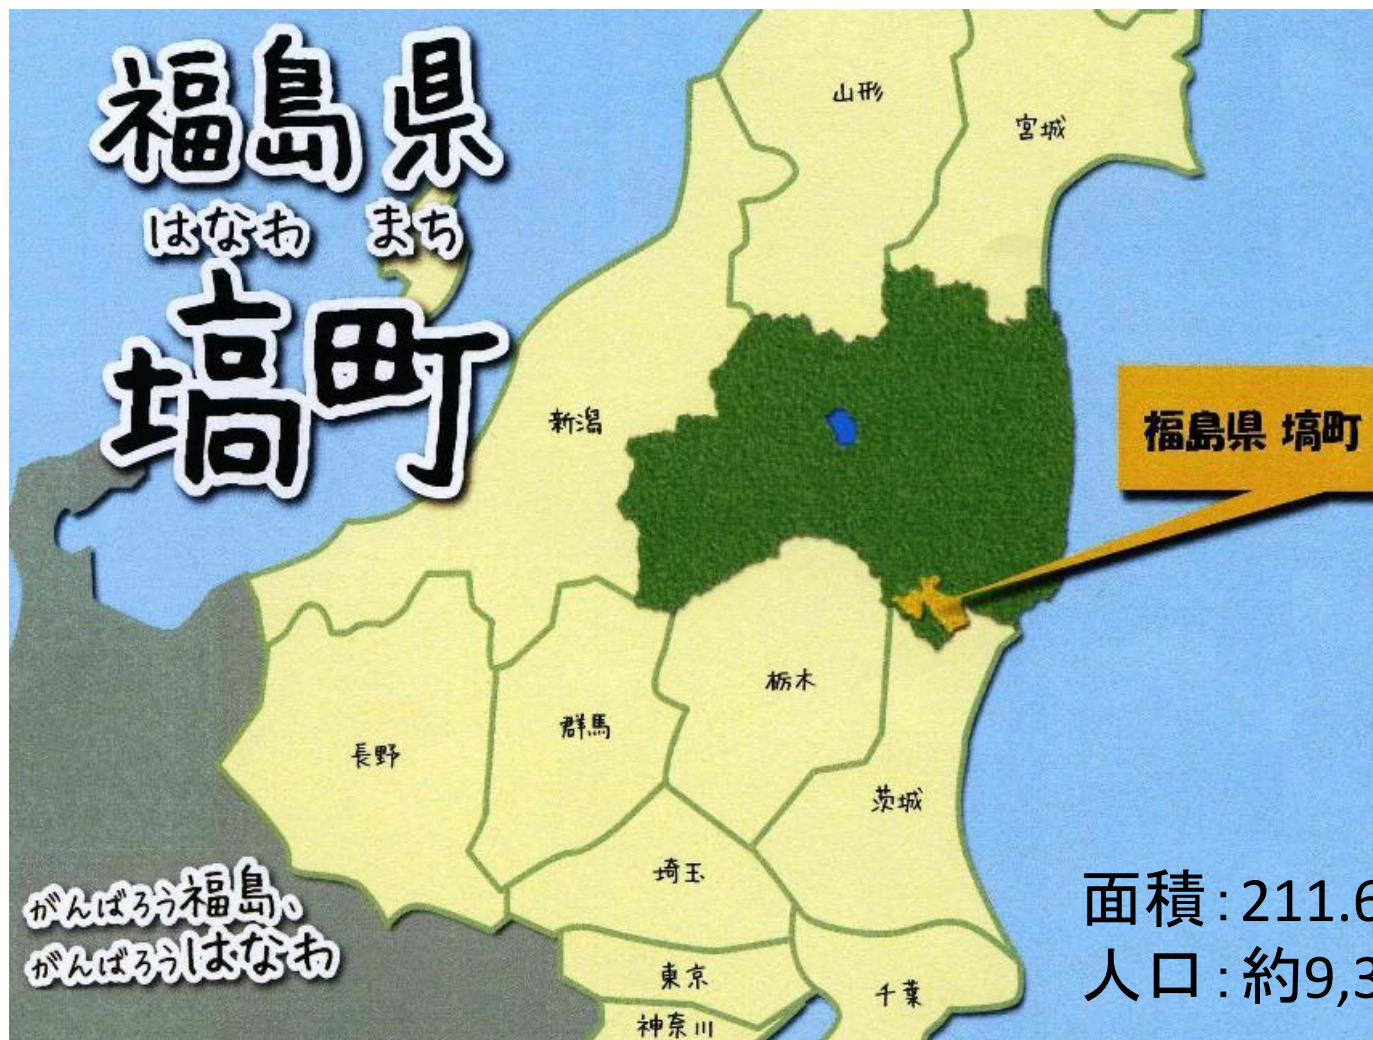 福島県
はなわ まち
塙町
山形
宮城
新潟
福島県 塙町
栃木
群馬
長野
茨城
埼玉
がんばろう福島、
がんばろうはなわ
東京
千葉
神奈川
面積：211.6
人口：約9,3